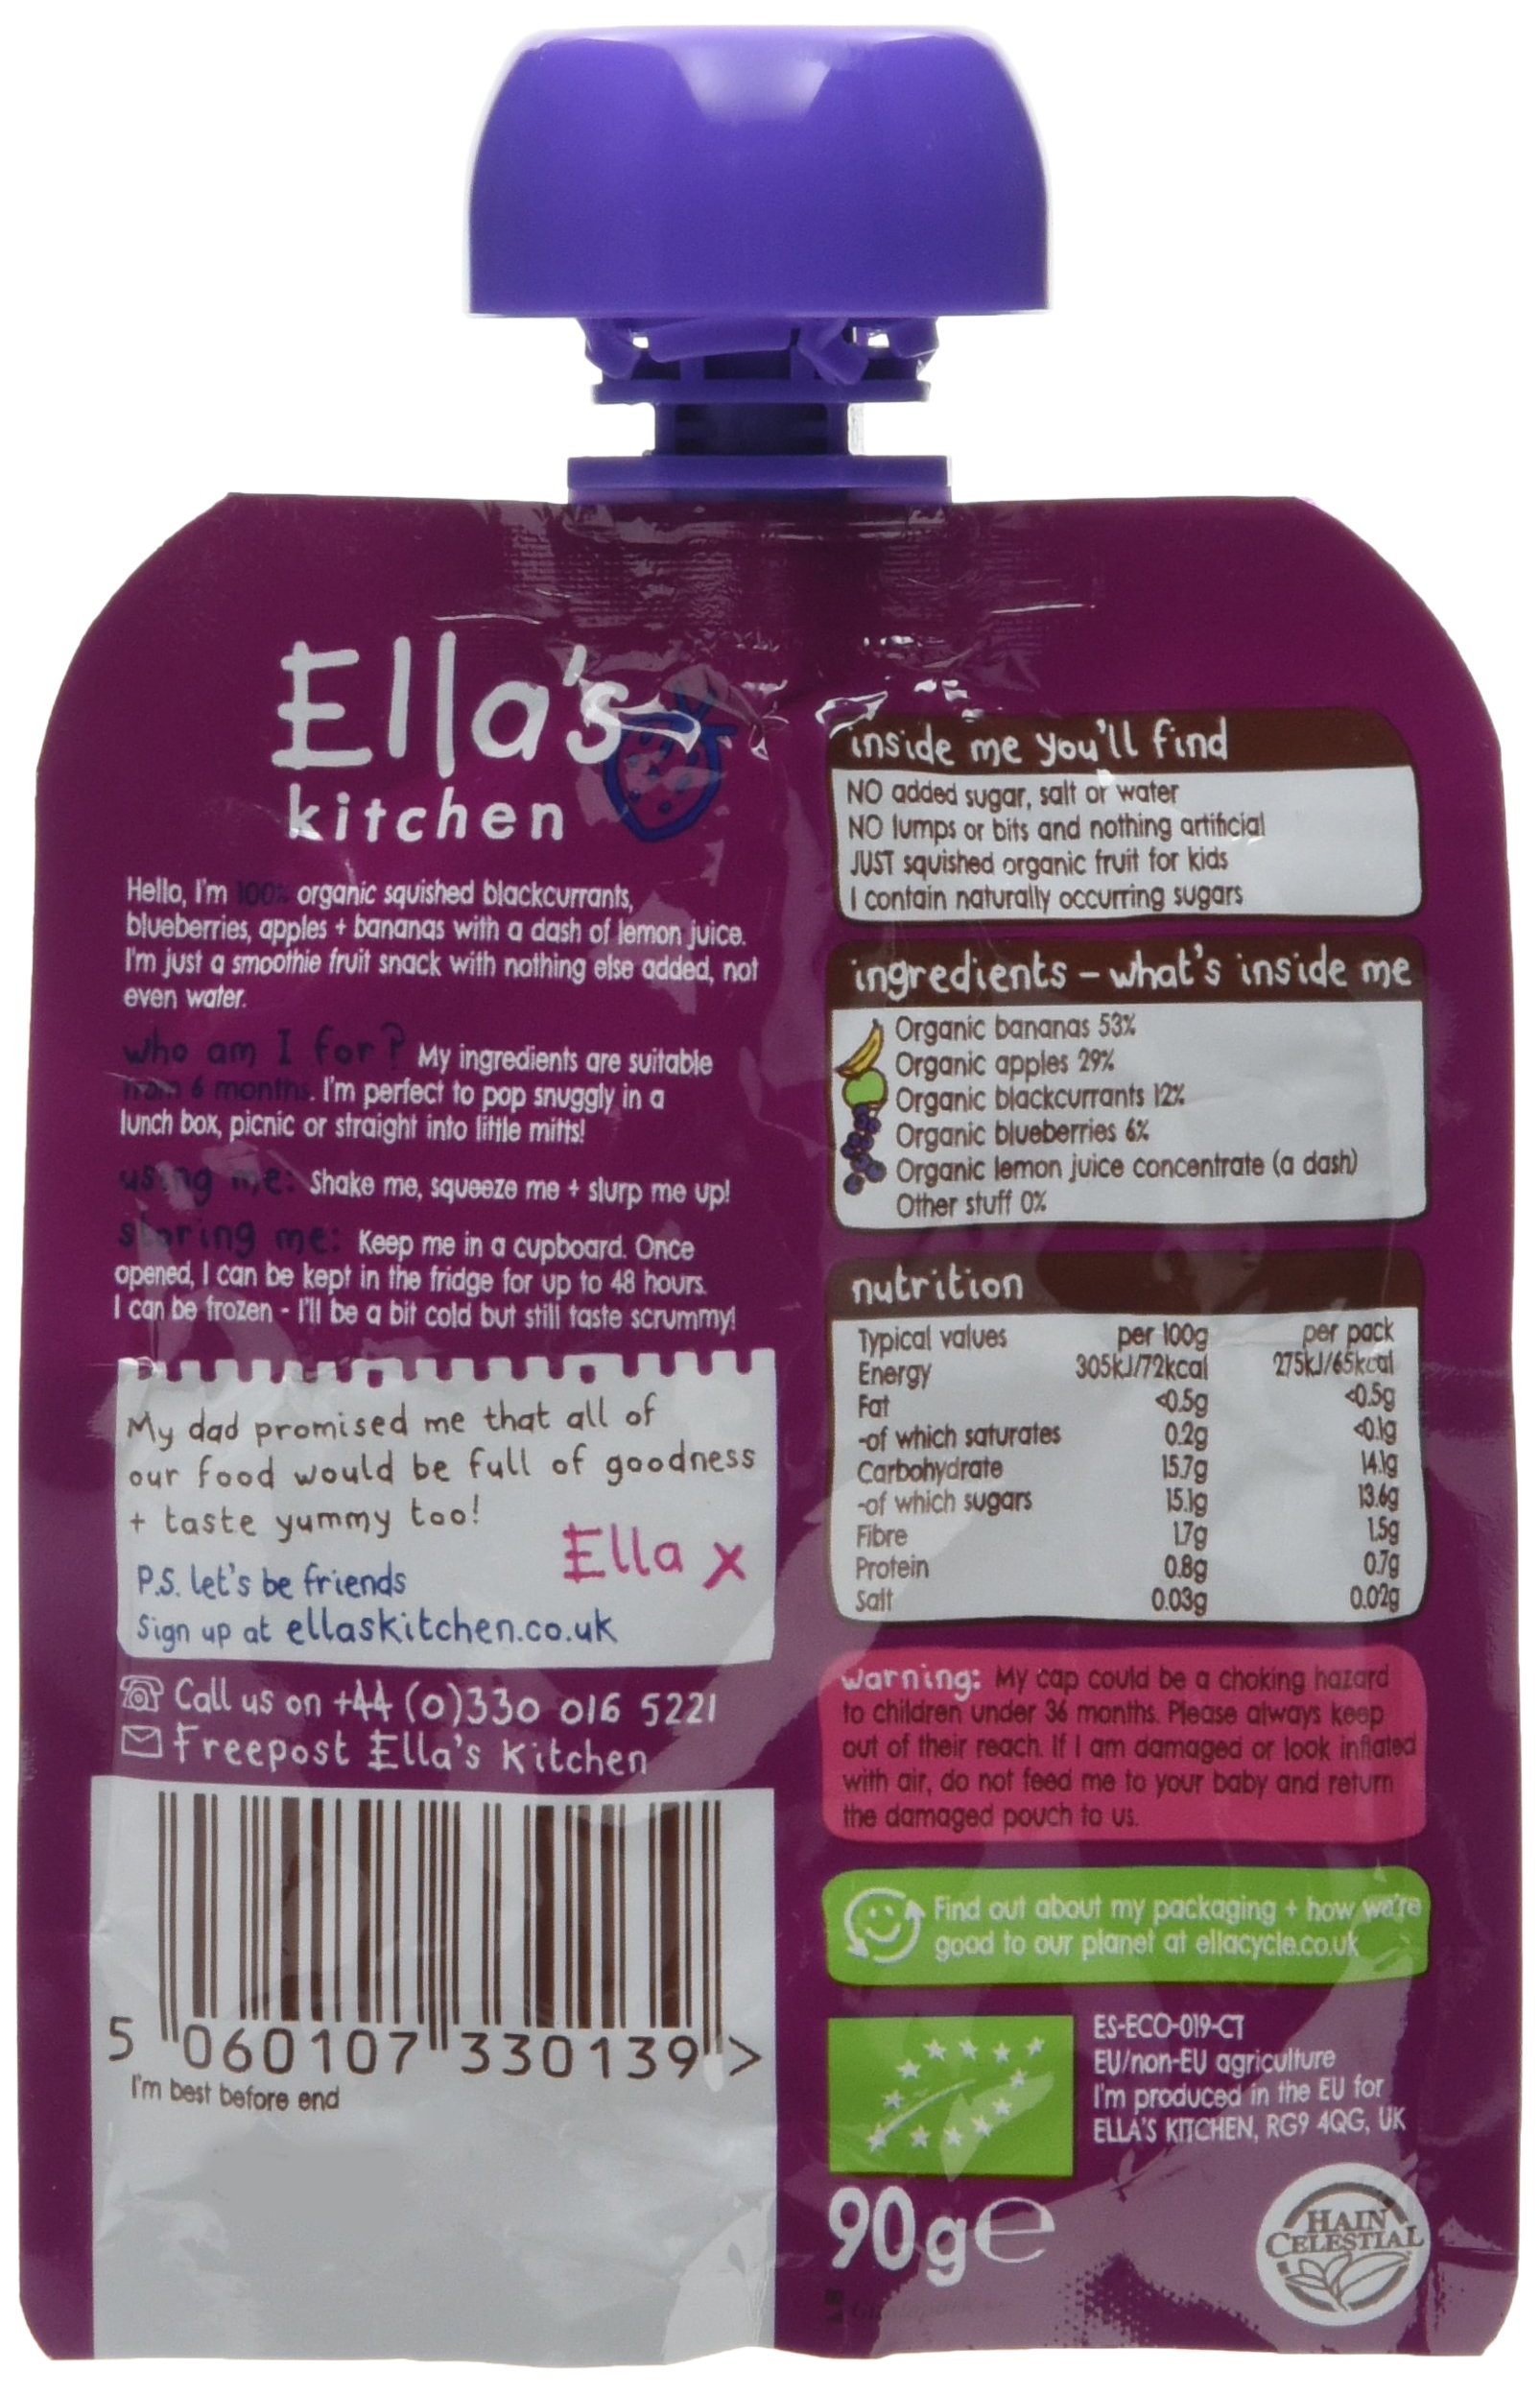 Ella's
kitchen
Hello, I'm 100% organic squished blackcurrants,
blueberries, apples + bananas with a dash of lemon juice.
I'm just a smoothie fruit snack with nothing else added, not
even water.
who am I for? My ingredients are suitable
from 6 months. I'm perfect to pop snuggly in a
lunch box, picnic or straight into little mitts!
using me: Shake me, squeeze me + slurp me up!
storing me: Keep me in a cupboard. Once
opened, I can be kept in the fridge for up to 48 hours.
I can be frozen - I'll be a bit cold but still taste scrummy!
My dad promised me that all of
our food would be full of goodness
+ taste yummy too!
Ella x
P.S. let's be friends
Sign up at ellaskitchen.co.uk
Call us on +44 (0)330 016 5221
Freepost Ella's Kitchen
5 060107 330139 >
I'm best before end
inside me you'll find
NO added sugar, salt or water
NO lumps or bits and nothing artificial
JUST squished organic fruit for kids
I contain naturally occurring sugars
ingredients – what's inside me
Organic bananas 53%
Organic apples 29%
Organic blackcurrants 12%
Organic blueberries 6%
Organic lemon juice concentrate (a dash)
Other stuff 0%
nutrition
Typical values per 100g per pack
Energy 305kJ/72kcal 275kJ/65kcal
Fat <0.5g <0.5g
-of which saturates 0.2g <0.1g
Carbohydrate 15.7g 14.1g
-of which sugars 15.1g 13.6g
Fibre 1.7g 1.5g
Protein 0.8g 0.7g
Salt 0.03g 0.02g
warning: My cap could be a choking hazard
to children under 36 months. Please always keep
out of their reach. If I am damaged or look inflated
with air, do not feed me to your baby and return
the damaged pouch to us.
Find out about my packaging + how we're
good to our planet at ellacycle.co.uk
ES-ECO-019-CT
EU/non-EU agriculture
I'm produced in the EU for
ELLA'S KITCHEN, RG9 4QG, UK
90g e
HAIN
CELESTIAL